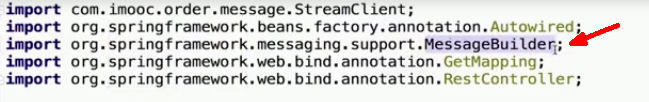 import com.imooc.order.message.StreamClient;
import org.springframework.beans.factory.annotation.Autowired
import org.springframework.messaging.support.MessageBuilder;
import org.springframework.web.bind.annotation.GetMapping;
import org.springframework.web.bind.annotation.RestController;